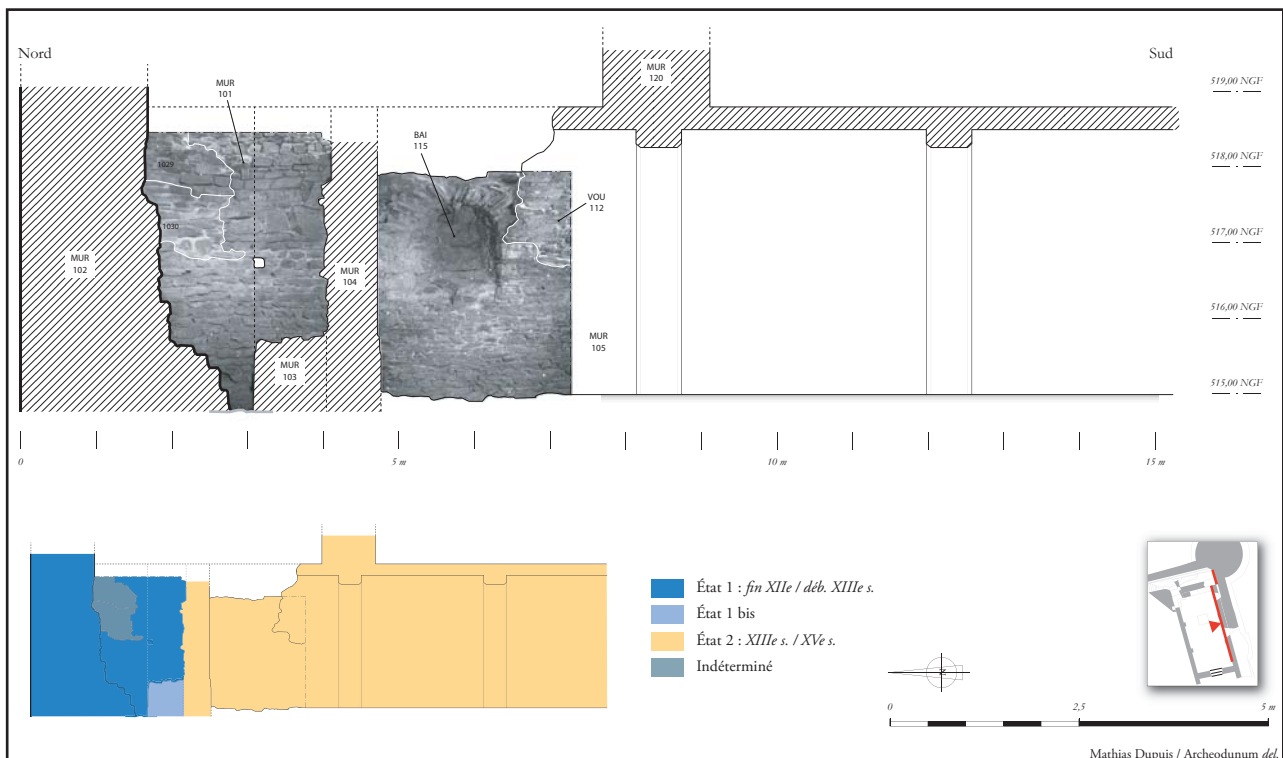 Nord
Sud
MUR
120
519,00 NGF
MUR
101
BAI
115
1029
518,00 NGF
VOU
112
1030
517,00 NGF
MUR
102
MUR
104
516,00 NGF
MUR
105
MUR
103
515,00 NGF
0
5 m
10 m
15 m
État 1 : fin XIIe / déb. XIIIe s.
État 1 bis
État 2 : XIIIe s. / XVe s.
Indéterminé
0
2,5
5 m
Mathias Dupuis / Archeodunum del.